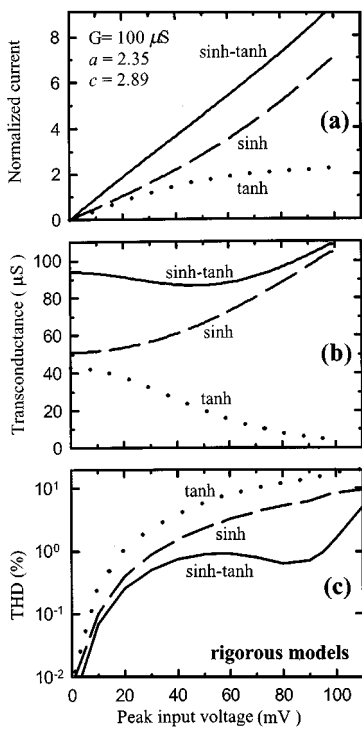 8
6
4
2
0
Normalized current
G= 100 µS
a = 2.35
c = 2.89
sinh-tanh
sinh
tanh
(a)
100
80
60
40
20
0
Transconductance ( µS)
sinh-tanh
sinh
tanh
(b)
10¹
10⁰
10⁻¹
10⁻²
THD (%)
tanh
sinh
sinh-tanh
(c)
rigorous models
0 20 40 60 80 100
Peak input voltage (mV )